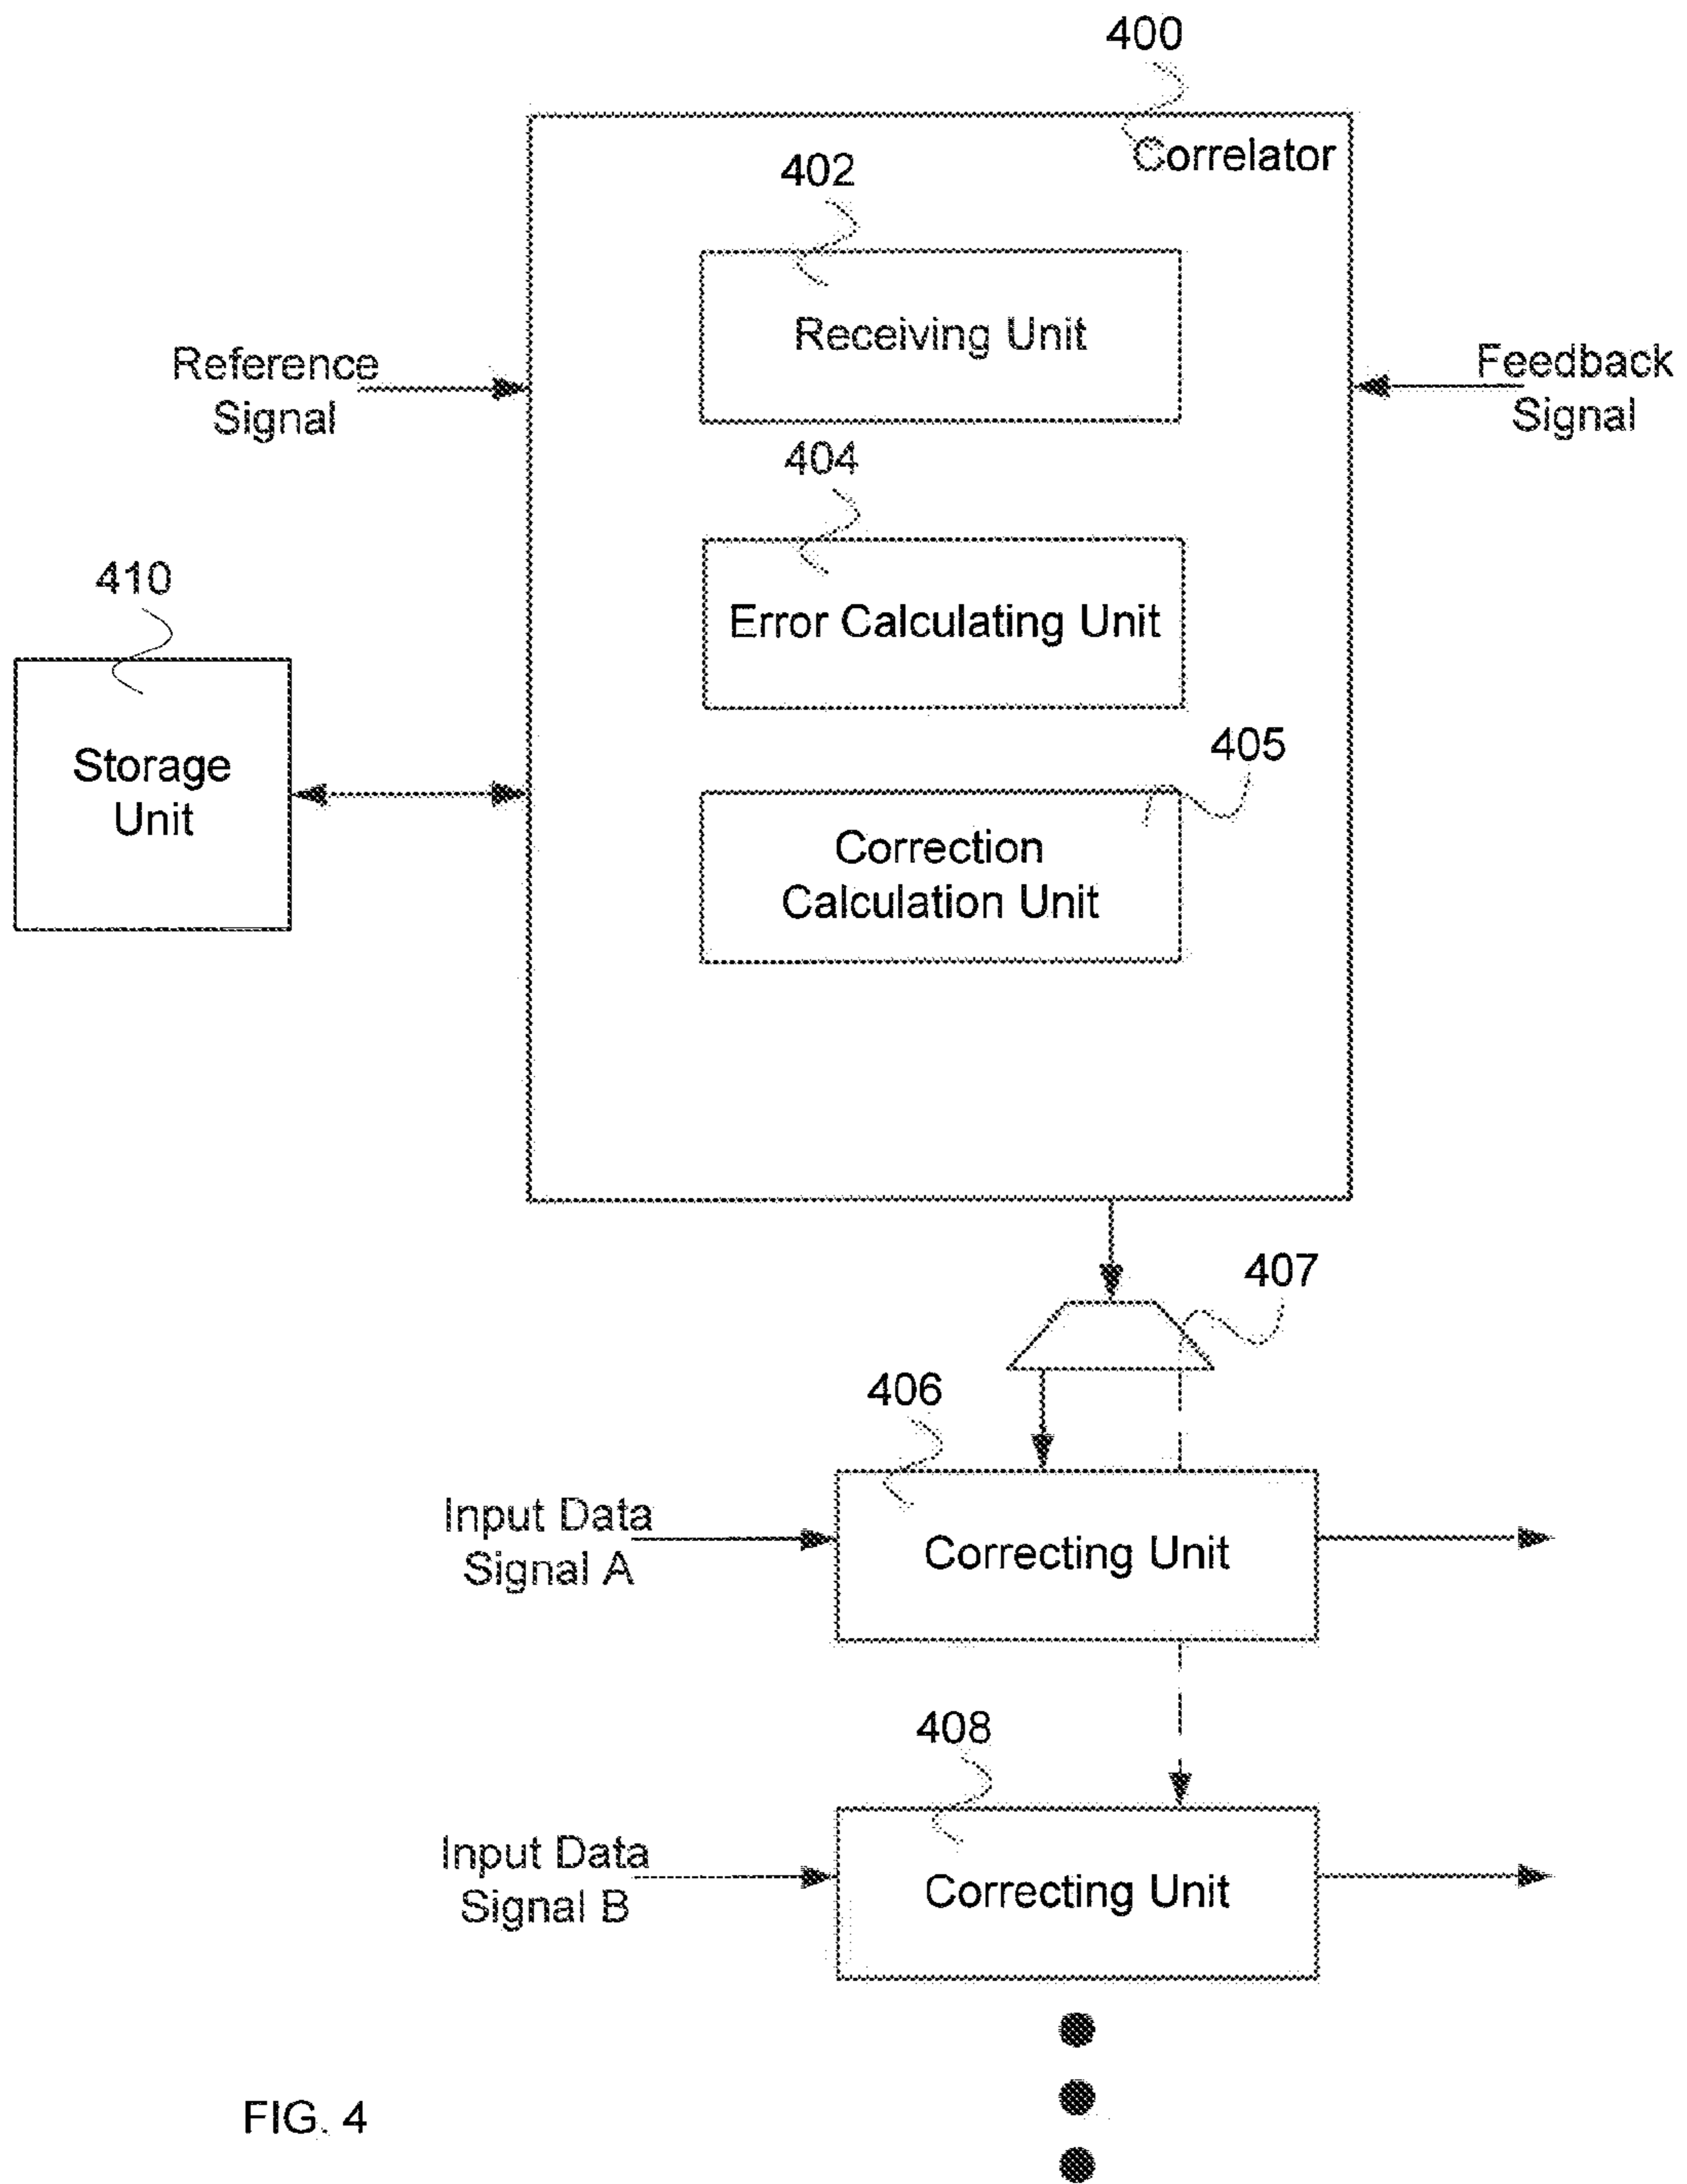 400
Correlator
402
Receiving Unit
Reference
Signal
Feedback
Signal
404
Error Calculating Unit
410
Storage
Unit
405
Correction
Calculation Unit
407
406
Input Data
Signal A
Correcting Unit
408
Input Data
Signal B
Correcting Unit
FIG. 4